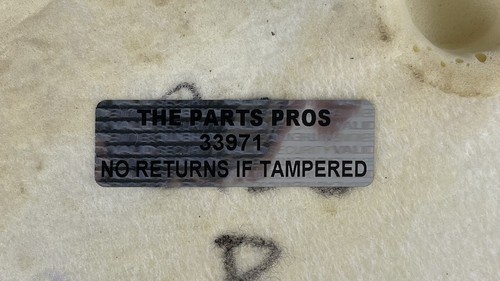 THE PARTS PROS
33971
NO RETURNS IF TAMPERED